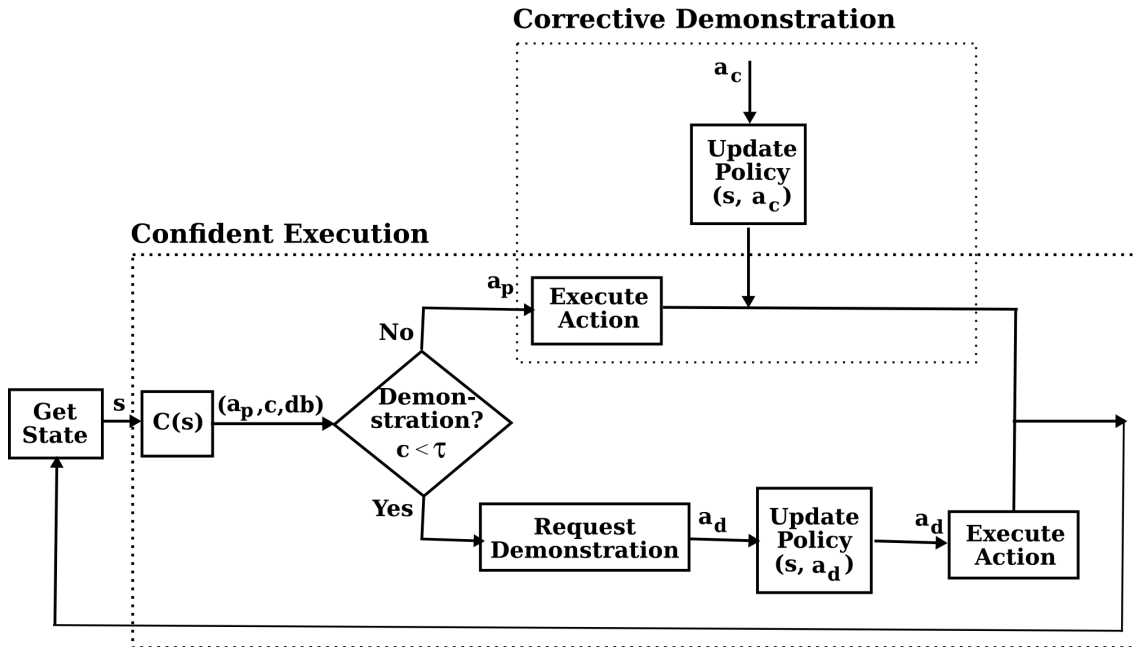 Corrective Demonstration
a_c
Update
Policy
(s, a_c)
Confident Execution
a_p
Execute
Action
No
Get
State
s
C(s)
(a_p,c,db)
Demon-
stration?
c < τ
Yes
Request
Demonstration
a_d
Update
Policy
(s, a_d)
a_d
Execute
Action